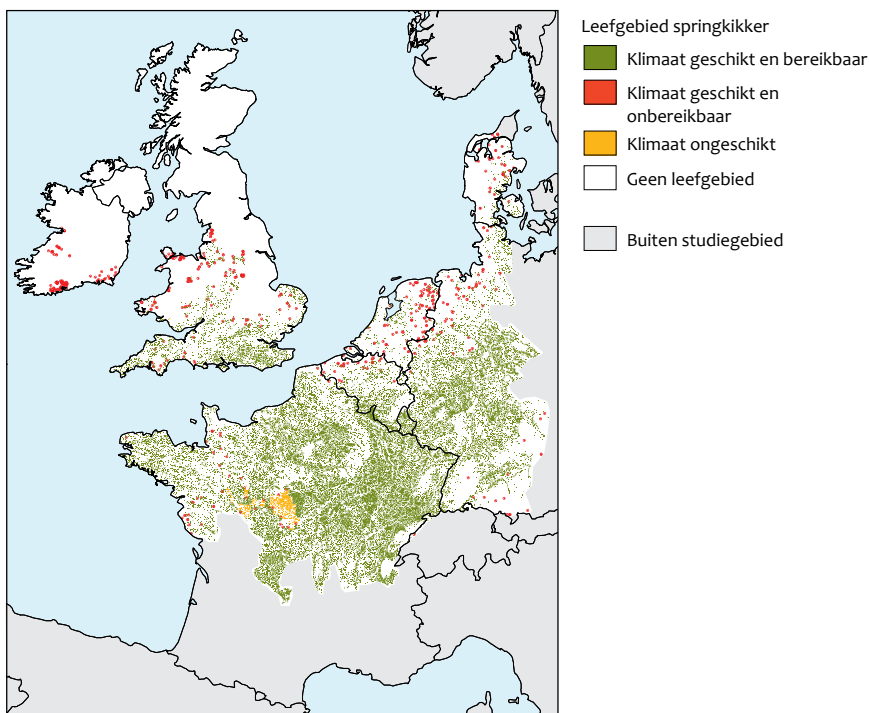 Leefgebied springkikker
Klimaat geschikt en bereikbaar
Klimaat geschikt en
onbereikbaar
Klimaat ongeschikt
Geen leefgebied
Buiten studiegebied